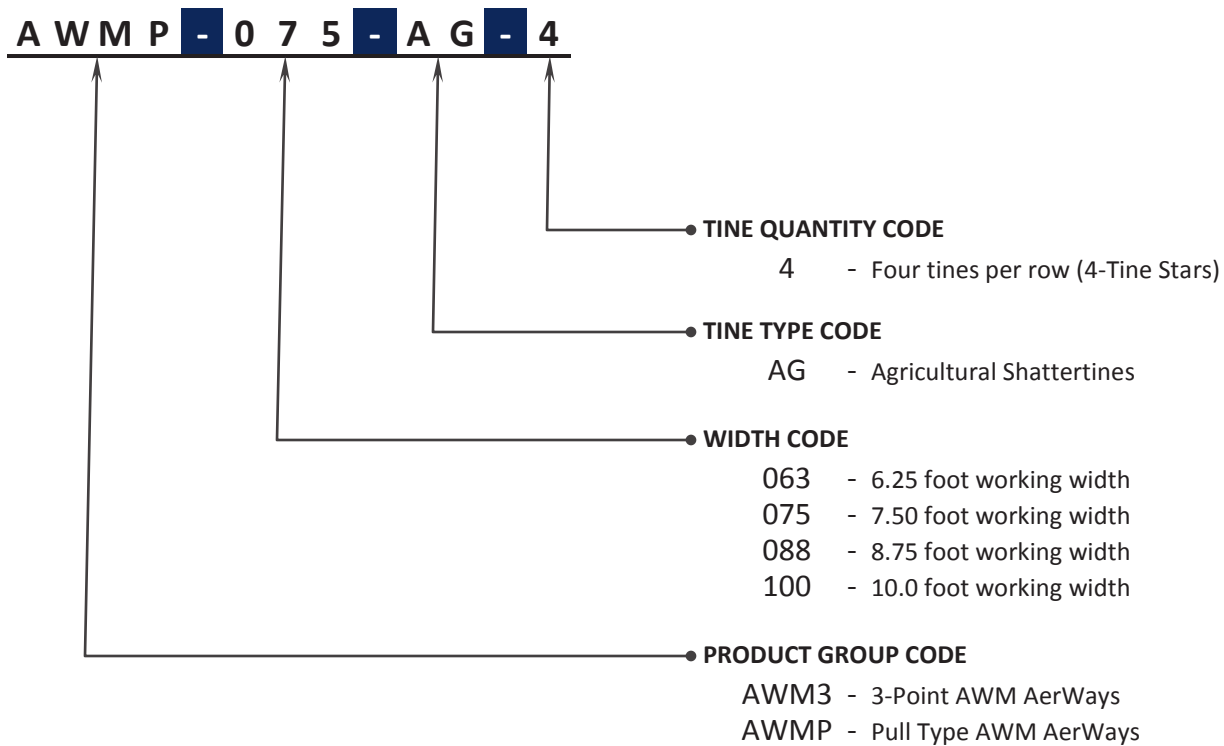 AWMP-075-AG-4
TINE QUANTITY CODE
4 - Four tines per row (4-Tine Stars)
TINE TYPE CODE
AG - Agricultural Shattertines
WIDTH CODE
063 - 6.25 foot working width
075 - 7.50 foot working width
088 - 8.75 foot working width
100 - 10.0 foot working width
PRODUCT GROUP CODE
AWM3 - 3-Point AWM AerWays
AWMP - Pull Type AWM AerWays